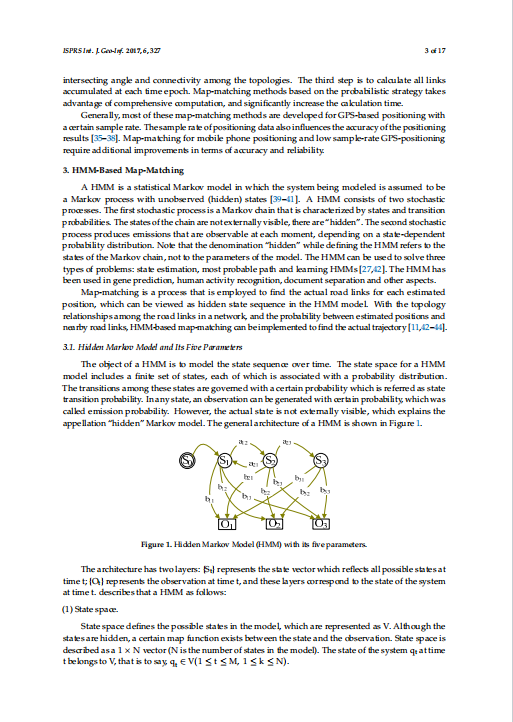 ISPRS Int. J. Geo-Inf. 2017, 6, 327
3 of 17
intersecting angle and connectivity among the topologies. The third step is to calculate all links
accumulated at each time epoch. Map-matching methods based on the probabilistic strategy takes
advantage of comprehensive computation, and significantly increase the calculation time.
Generally, most of these map-matching methods are developed for GPS-based positioning with
a certain sample rate. The sample rate of positioning data also influences the accuracy of the positioning
results [35–38]. Map-matching for mobile phone positioning and low sample-rate GPS-positioning
require additional improvements in terms of accuracy and reliability.
3. HMM-Based Map-Matching
A HMM is a statistical Markov model in which the system being modeled is assumed to be
a Markov process with unobserved (hidden) states [39–41]. A HMM consists of two stochastic
processes. The first stochastic process is a Markov chain that is characterized by states and transition
probabilities. The states of the chain are not externally visible, there are “hidden”. The second stochastic
process produces emissions that are observable at each moment, depending on a state-dependent
probability distribution. Note that the denomination “hidden” while defining the HMM refers to the
states of the Markov chain, not to the parameters of the model. The HMM can be used to solve three
types of problems: state estimation, most probable path and learning HMMs [27,42]. The HMM has
been used in gene prediction, human activity recognition, document separation and other aspects.
Map-matching is a process that is employed to find the actual road links for each estimated
position, which can be viewed as hidden state sequence in the HMM model. With the topology
relationships among the road links in a network, and the probability between estimated positions and
nearby road links, HMM-based map-matching can be implemented to find the actual trajectory [11,42–44].
3.1. Hidden Markov Model and Its Five Parameters
The object of a HMM is to model the state sequence over time. The state space for a HMM
model includes a finite set of states, each of which is associated with a probability distribution.
The transitions among these states are governed with a certain probability which is referred as state
transition probability. In any state, an observation can be generated with certain probability, which was
called emission probability. However, the actual state is not externally visible, which explains the
appellation “hidden” Markov model. The general architecture of a HMM is shown in Figure 1.
a12 a23
S0 S1 a21 S2 S3
b21 b31
b12 b22 b23 b32 b33
b11 b13
O1 O2 O3
Figure 1. Hidden Markov Model (HMM) with its five parameters.
The architecture has two layers: {St} represents the state vector which reflects all possible states at
time t; {Ot} represents the observation at time t, and these layers correspond to the state of the system
at time t. describes that a HMM as follows:
(1) State space.
State space defines the possible states in the model, which are represented as V. Although the
states are hidden, a certain map function exists between the state and the observation. State space is
described as a 1 × N vector (N is the number of states in the model). The state of the system qt at time
t belongs to V, that is to say, qt ∈ V(1 ≤ t ≤ M, 1 ≤ k ≤ N).